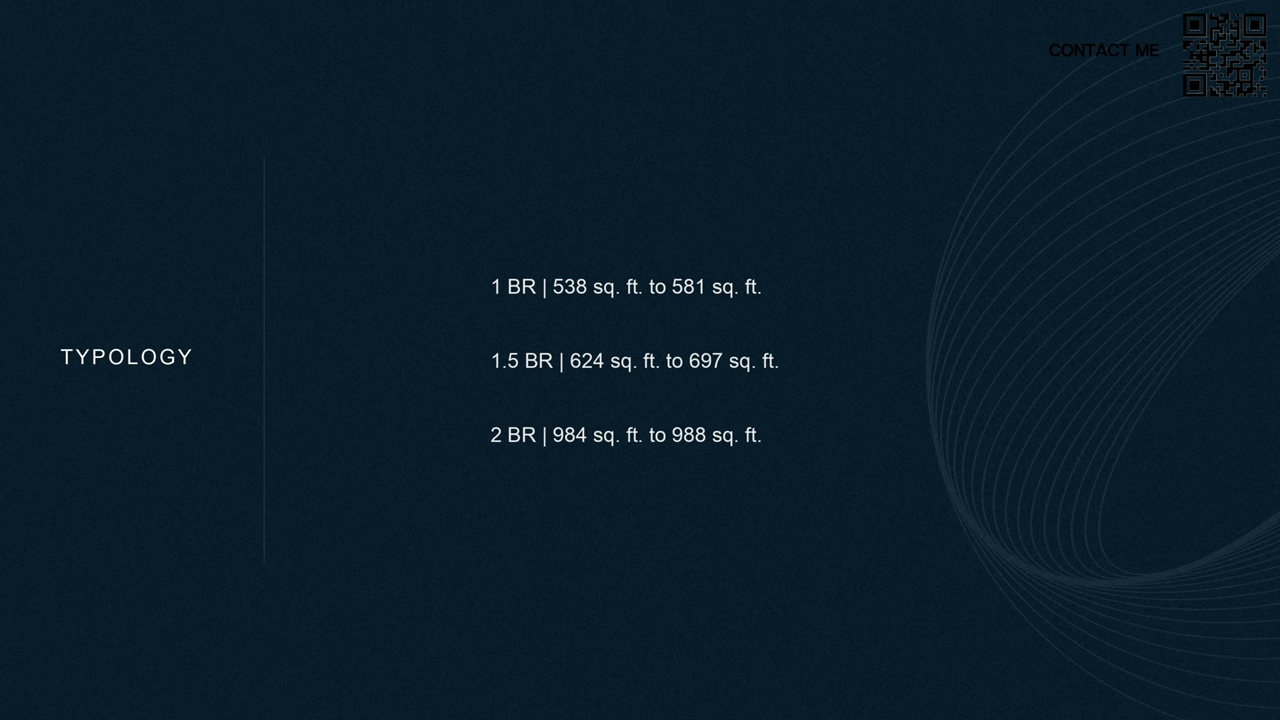 CONTACT ME
TYPOLOGY
1 BR | 538 sq. ft. to 581 sq. ft.
1.5 BR | 624 sq. ft. to 697 sq. ft.
2 BR | 984 sq. ft. to 988 sq. ft.